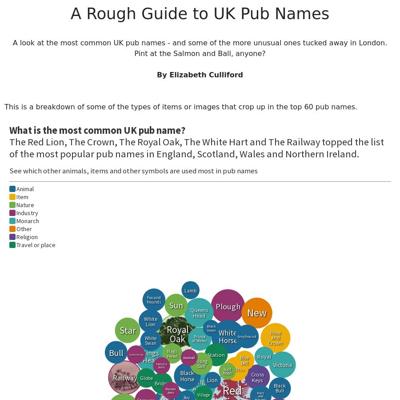 A Rough Guide to UK Pub Names
A look at the most common UK pub names - and some of the more unusual ones tucked away in London.
Pint at the Salmon and Ball, anyone?
By Elizabeth Culliford
This is a breakdown of some of the types of items or images that crop up in the top 60 pub names.
What is the most common UK pub name?
The Red Lion, The Crown, The Royal Oak, The White Hart and The Railway topped the list
of the most popular pub names in England, Scotland, Wales and Northern Ireland.
See which other animals, items and other symbols are used most in pub names
Animal
Item
Nature
Industry
Monarch
Other
Religion
Travel or place
Lamb
Sun
Queens
Head
Plough
New
White
Lion
Star
Royal
Oak
White
Horse
White
Swan
Bull
Station
Royal
Victoria
Railway
Globe
Black
Horse
Cross
Keys
Black
Bull
Village
Red